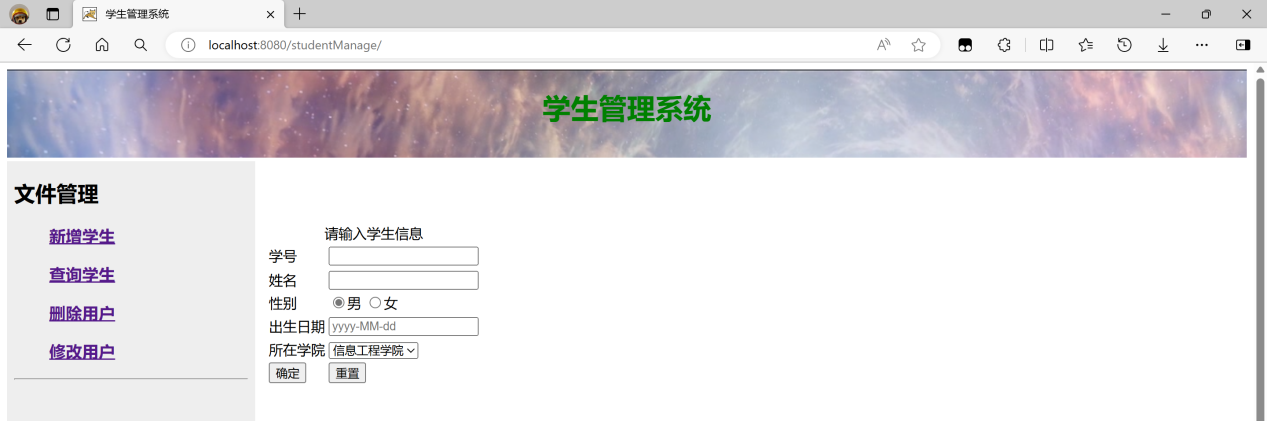 学生管理系统
localhost:8080/studentManage/
学生管理系统
文件管理
新增学生
查询学生
删除用户
修改用户
请输入学生信息
学号
姓名
性别 男 女
出生日期 yyyy-MM-dd
所在学院 信息工程学院
确定 重置